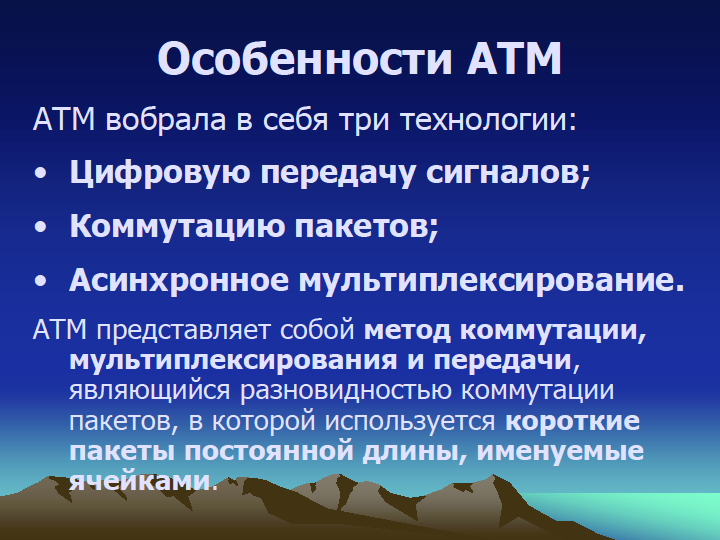 Особенности АТМ
АТМ вобрала в себя три технологии:
• Цифровую передачу сигналов;
• Коммутацию пакетов;
• Асинхронное мультиплексирование.
АТМ представляет собой метод коммутации,
мультиплексирования и передачи,
являющийся разновидностью коммутации
пакетов, в которой используется короткие
пакеты постоянной длины, именуемые
ячейками.